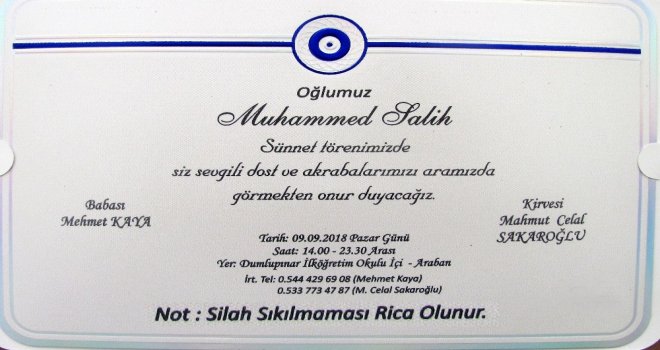 Oğlumuz
Muhammed Salih
Sünnet törenimizde
siz sevgili dost ve akrabalarımızı aramızda
görmekten onur duyacağız.
Babası
Mehmet KAYA
Kirvesi
Mahmut Celal
SAKAROĞLU
Tarih: 09.09.2018 Pazar Günü
Saat: 14.00 - 23.30 Arası
Yer: Dumlupınar İlköğretim Okulu İçi - Araban
İrt. Tel: 0.544 429 69 08 (Mehmet Kaya)
0.533 773 47 87 (M. Celal Sakaroğlu)
Not : Silah Sıkılmaması Rica Olunur.